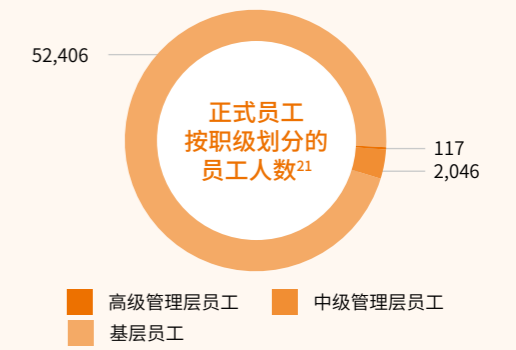 52,406
正式员工
按职级划分的
员工人数21
117
2,046
高级管理层员工 中级管理层员工
基层员工